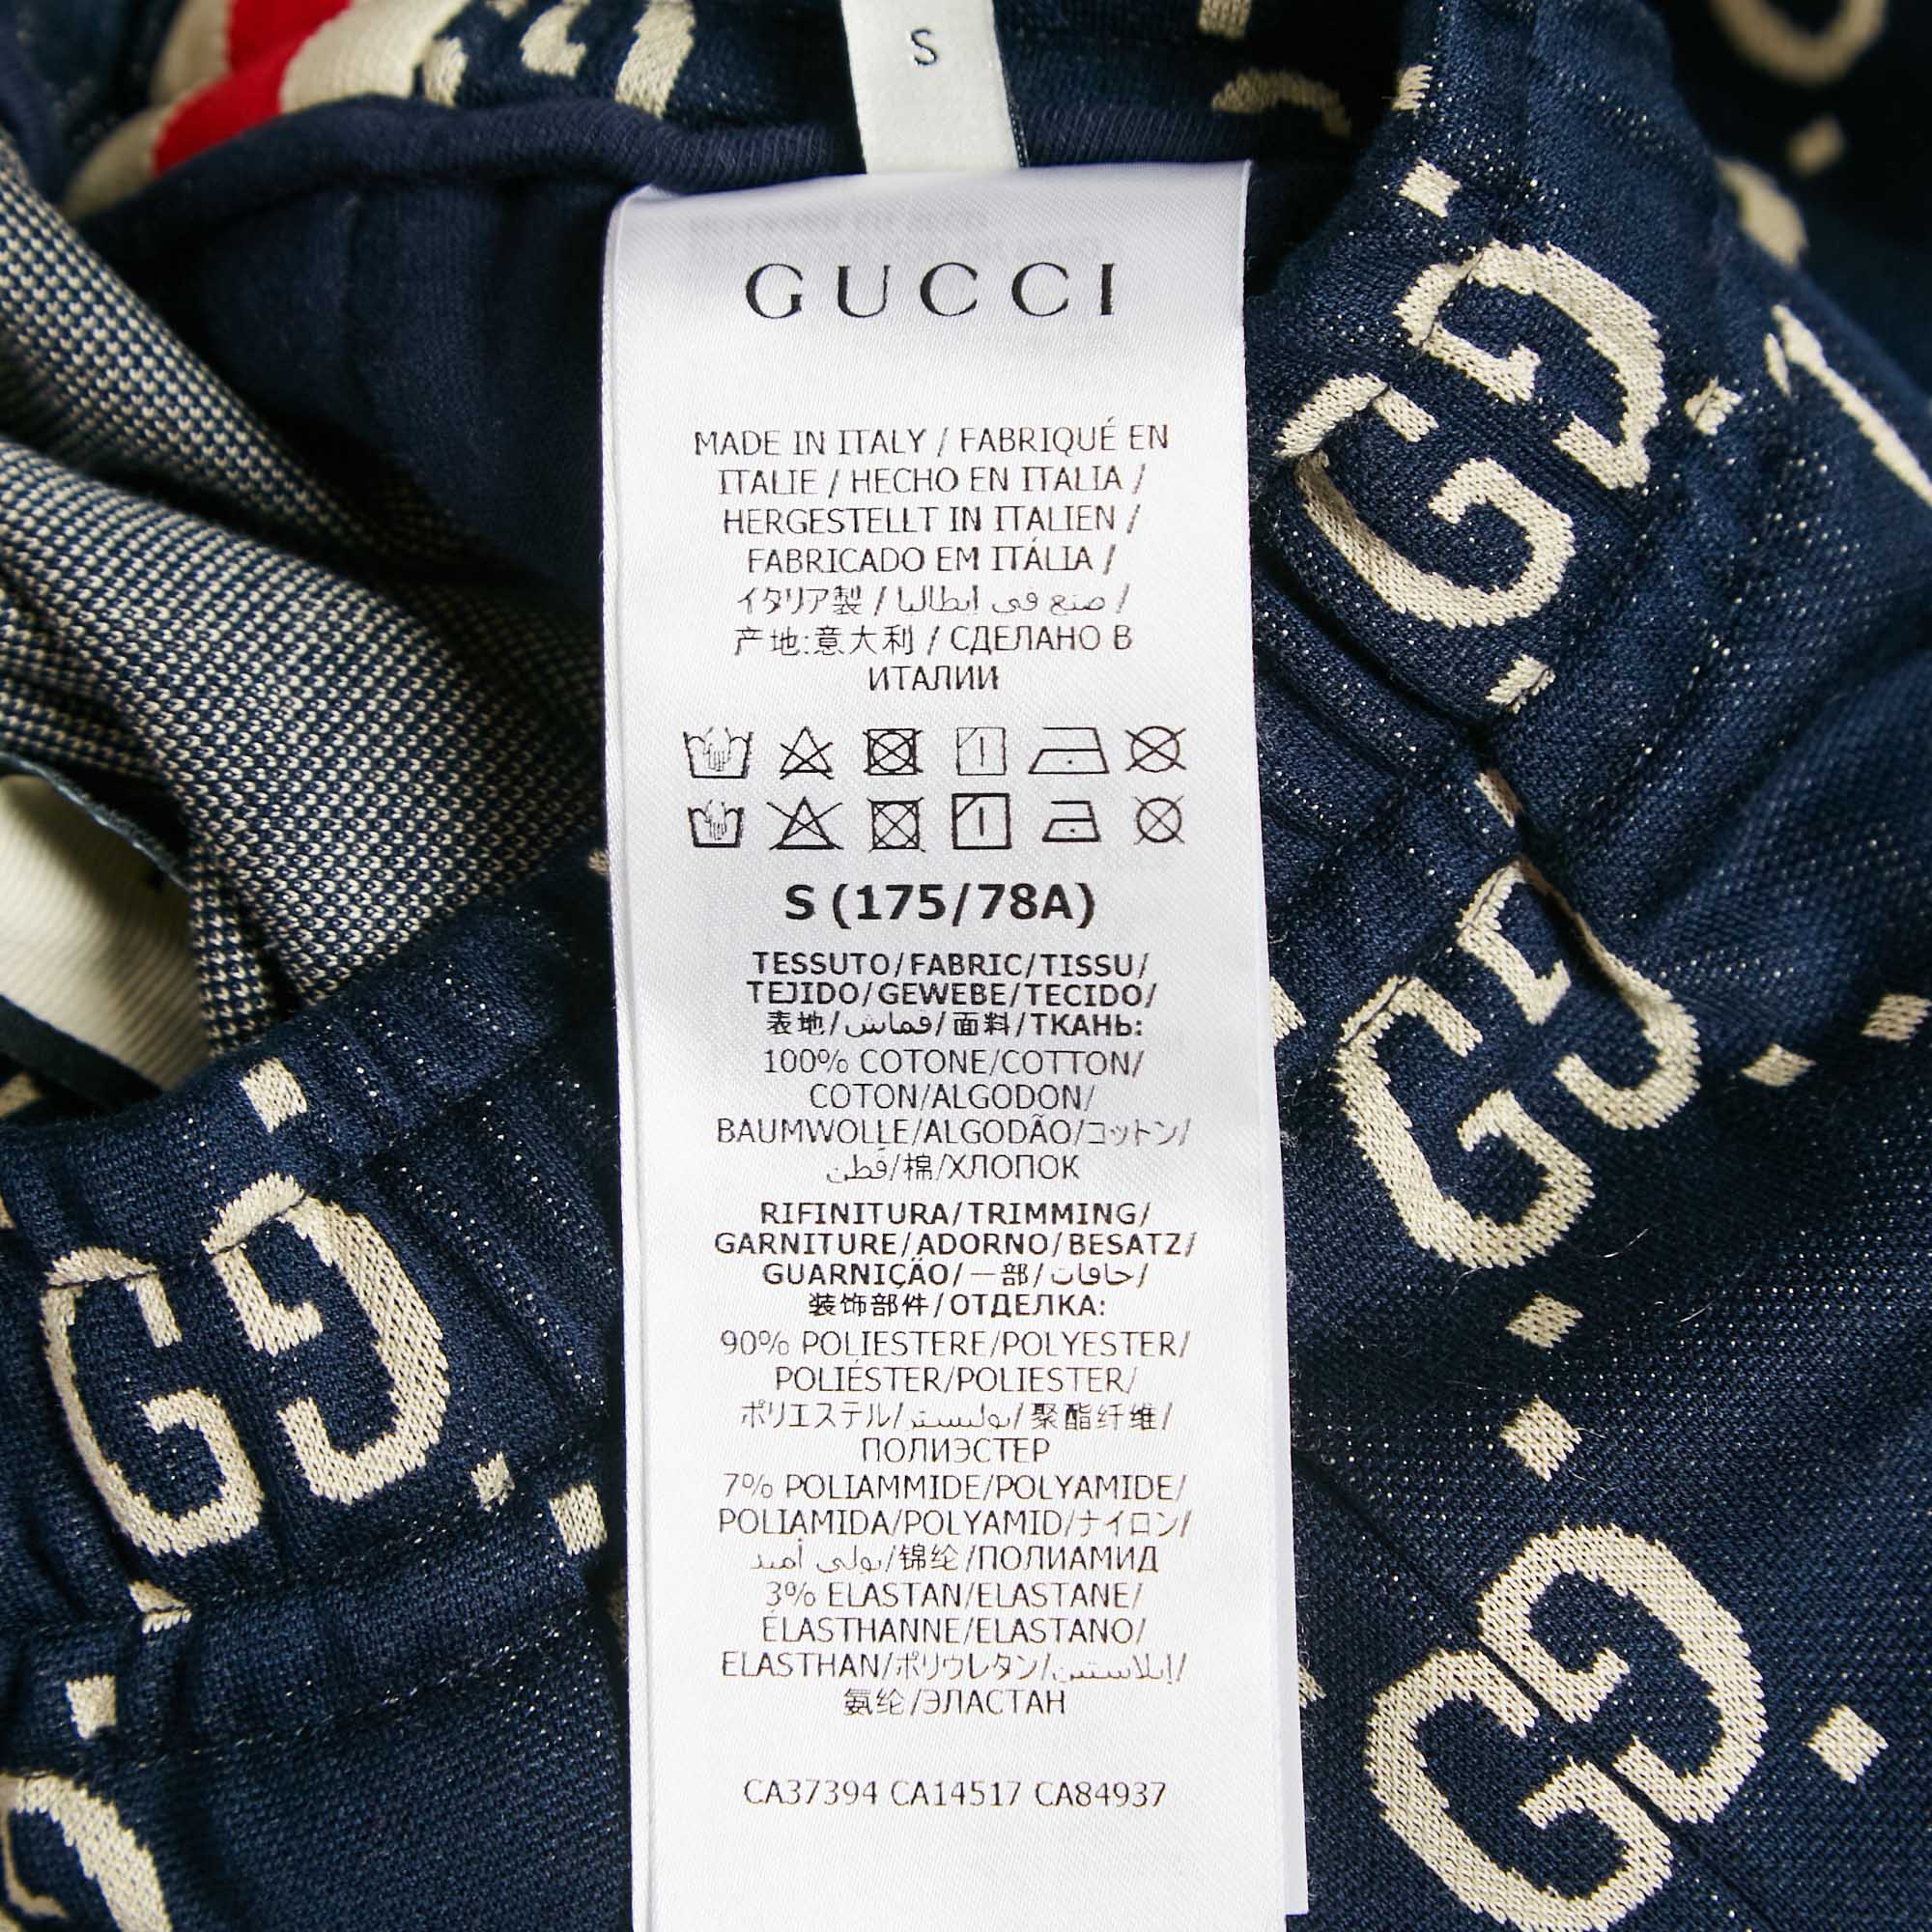 S
GUCCI
MADE IN ITALY / FABRIQUÉ EN
ITALIE / HECHO EN ITALIA /
HERGESTELLT IN ITALIEN /
FABRICADO EM ITÁLIA /
イタリア製 / صنع في إيطاليا /
产地:意大利 / СДЕЛАНО В
ИТАЛИИ
S (175/78A)
TESSUTO/FABRIC/TISSU/
TEJIDO/GEWEBE/TECIDO/
表地/قماش/面料/ТКАНЬ:
100% COTONE/COTTON/
COTON/ALGODON/
BAUMWOLLE/ALGODÃO/コットン/
قطن/棉/ХЛОПОК
RIFINITURA/TRIMMING/
GARNITURE/ADORNO/BESATZ/
GUARNIÇÃO/一部/حافات/
装饰部件/ОТДЕЛКА:
90% POLIESTERE/POLYESTER/
POLIÉSTER/POLIESTER/
ポリエステル/بوليستر/聚酯纤维/
ПОЛИЭСТЕР
7% POLIAMMIDE/POLYAMIDE/
POLIAMIDA/POLYAMID/ナイロン/
بولي أميد/锦纶/ПОЛИАМИД
3% ELASTAN/ELASTANE/
ÉLASTHANNE/ELASTANO/
ELASTHAN/ポリウレタン/إيلاستين/
氨纶/ЭЛАСТАН
CA37394 CA14517 CA84937